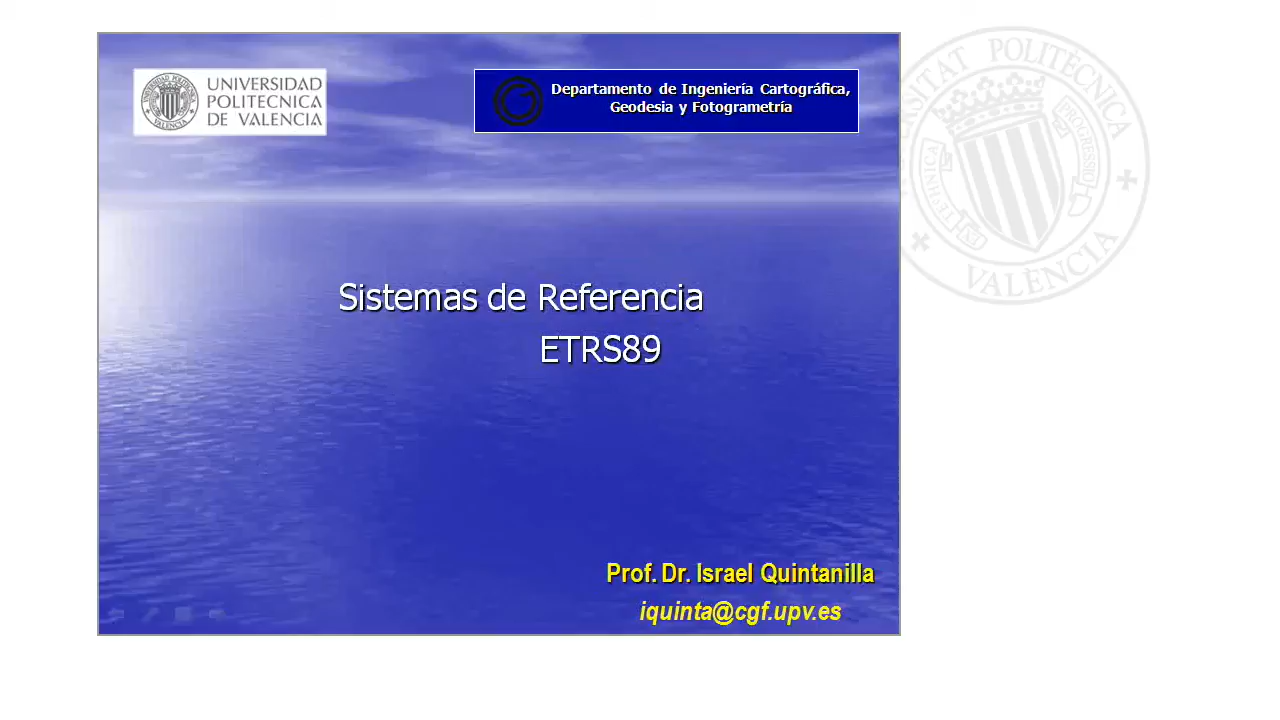 UNIVERSIDAD
POLITECNICA
DE VALENCIA
Departamento de Ingeniería Cartográfica,
Geodesia y Fotogrametría
Sistemas de Referencia
ETRS89
Prof. Dr. Israel Quintanilla
iquinta@cgf.upv.es